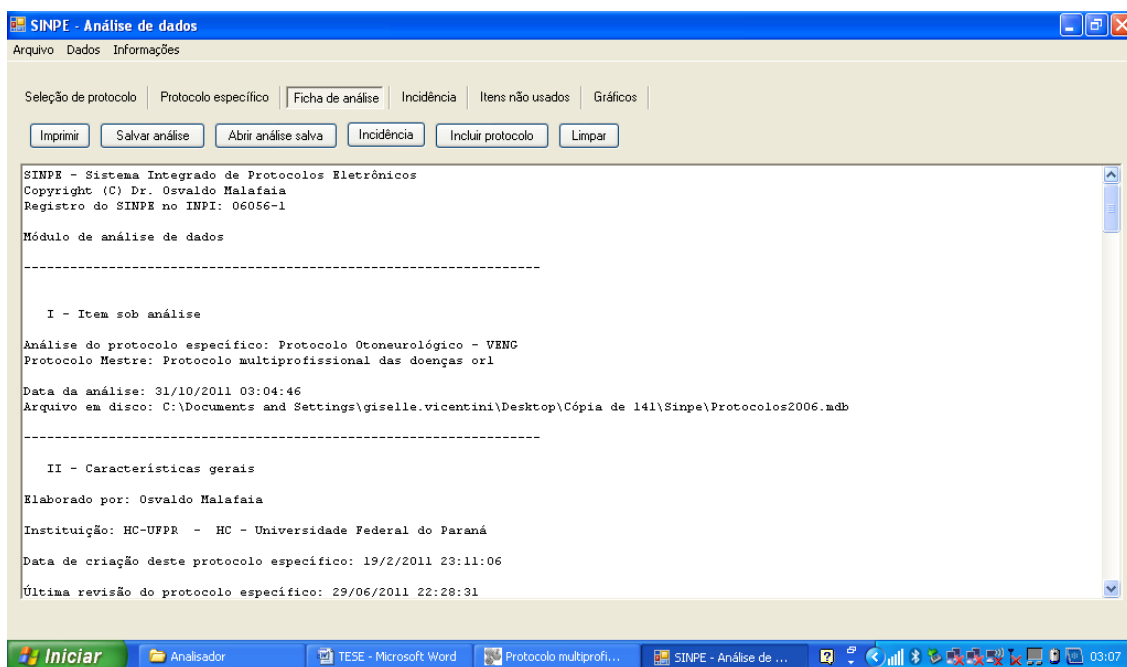 SINPE - Análise de dados
Arquivo Dados Informações
Seleção de protocolo Protocolo específico Ficha de análise Incidência Itens não usados Gráficos
Imprimir Salvar análise Abrir análise salva Incidência Incluir protocolo Limpar
SINPE - Sistema Integrado de Protocolos Eletrônicos
Copyright (C) Dr. Osvaldo Malafaia
Registro do SINPE no INPI: 06056-1
Módulo de análise de dados
-------------------------------------------------------------------
I - Item sob análise
Análise do protocolo específico: Protocolo Otoneurológico - VENG
Protocolo Mestre: Protocolo multiprofissional das doenças orl
Data da análise: 31/10/2011 03:04:46
Arquivo em disco: C:\Documents and Settings\giselle.vicentini\Desktop\Cópia de 141\Sinpe\Protocolos2006.mdb
-------------------------------------------------------------------
II - Características gerais
Elaborado por: Osvaldo Malafaia
Instituição: HC-UFPR - HC - Universidade Federal do Paraná
Data de criação deste protocolo específico: 19/2/2011 23:11:06
Última revisão do protocolo específico: 29/06/2011 22:28:31
Iniciar Analisador TESE - Microsoft Word Protocolo multiprofi... SINPE - Análise de ... 03:07